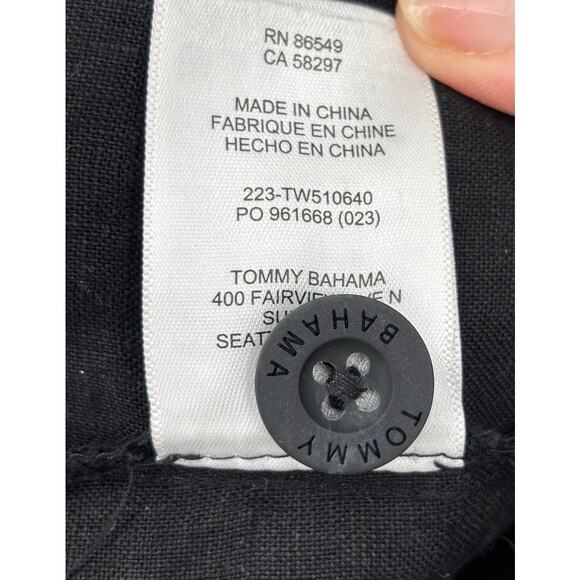 RN 86549
CA 58297
MADE IN CHINA
FABRIQUE EN CHINE
HECHO EN CHINA
223-TW510640
PO 961668 (023)
TOMMY BAHAMA
400 N
TOMMY BAHAMA